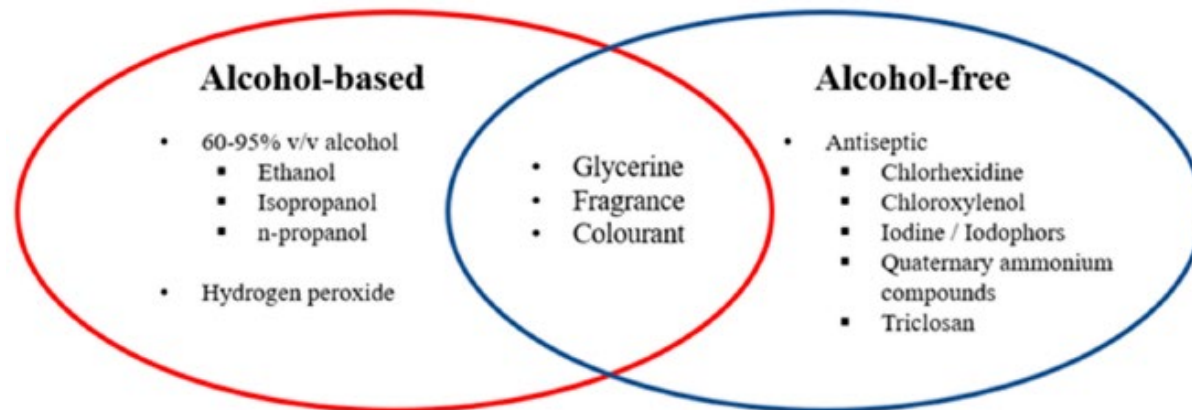 Alcohol-based
• 60-95% v/v alcohol
▪ Ethanol
▪ Isopropanol
▪ n-propanol
• Hydrogen peroxide
• Glycerine
• Fragrance
• Colourant
Alcohol-free
• Antiseptic
▪ Chlorhexidine
▪ Chloroxylenol
▪ Iodine / Iodophors
▪ Quaternary ammonium
compounds
▪ Triclosan